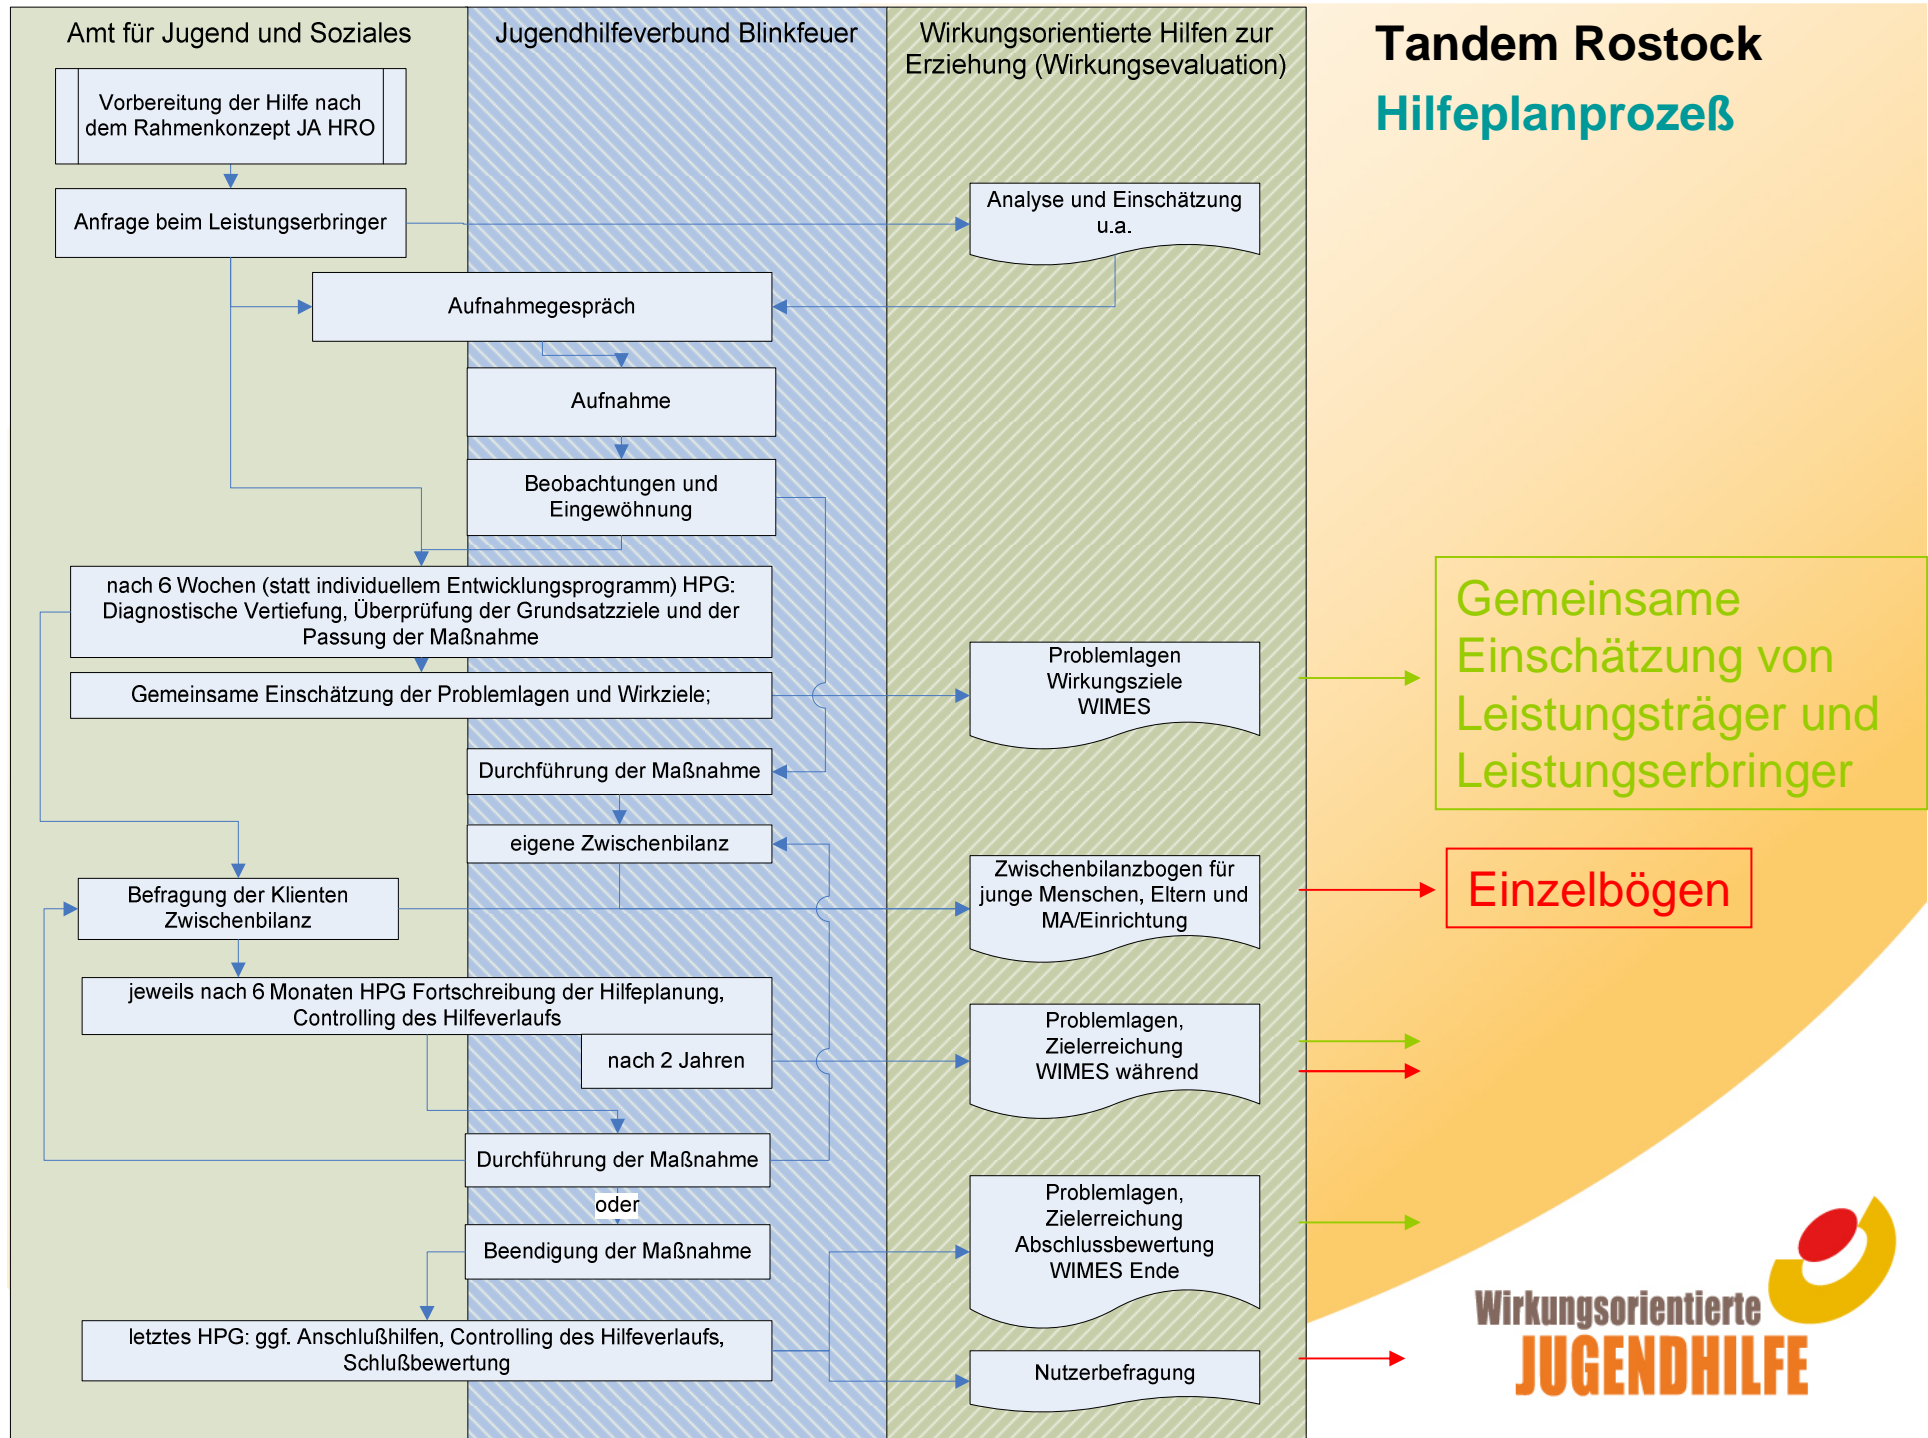 Amt für Jugend und Soziales
Jugendhilfeverbund Blinkfeuer
Wirkungsorientierte Hilfen zur
Erziehung (Wirkungsevaluation)
Tandem Rostock
Hilfeplanprozeß
Vorbereitung der Hilfe nach
dem Rahmenkonzept JA HRO
Anfrage beim Leistungserbringer
Analyse und Einschätzung
u.a.
Aufnahmegespräch
Aufnahme
Beobachtungen und
Eingewöhnung
nach 6 Wochen (statt individuellem Entwicklungsprogramm) HPG:
Diagnostische Vertiefung, Überprüfung der Grundsatzziele und der
Passung der Maßnahme
Gemeinsame Einschätzung der Problemlagen und Wirkziele;
Problemlagen
Wirkungsziele
WIMES
Gemeinsame
Einschätzung von
Leistungsträger und
Leistungserbringer
Durchführung der Maßnahme
eigene Zwischenbilanz
Befragung der Klienten
Zwischenbilanz
Zwischenbilanzbogen für
junge Menschen, Eltern und
MA/Einrichtung
Einzelbögen
jeweils nach 6 Monaten HPG Fortschreibung der Hilfeplanung,
Controlling des Hilfeverlaufs
nach 2 Jahren
Problemlagen,
Zielerreichung
WIMES während
Durchführung der Maßnahme
oder
Beendigung der Maßnahme
Problemlagen,
Zielerreichung
Abschlussbewertung
WIMES Ende
letztes HPG: ggf. Anschlußhilfen, Controlling des Hilfeverlaufs,
Schlußbewertung
Nutzerbefragung
Wirkungsorientierte
JUGENDHILFE